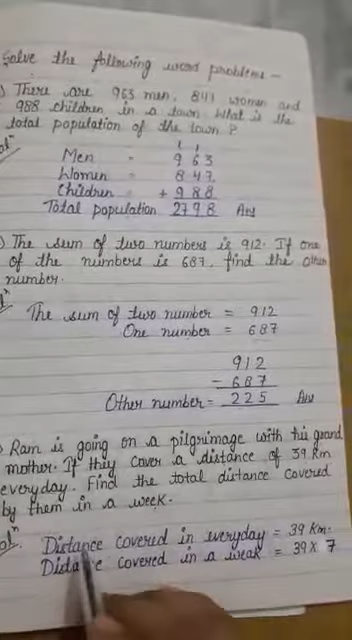 Solve the following word problems -
) There are 963 men, 847 women and
988 children in a town. What is the
total population of the town?
Men - 963
Women - 847
Children - + 988
Total population 2798 Ans
) The sum of two numbers is 912. If one
of the numbers is 687, find the other
number.
The sum of two number = 912
One number = 687
912
- 687
Other number = 225 Ans
) Ram is going on a pilgrimage with his grand
mother. If they cover a distance of 39 Km
everyday. Find the total distance covered
by them in a week.
Distance covered in everyday = 39 Km.
covered in a weak = 39 x 7